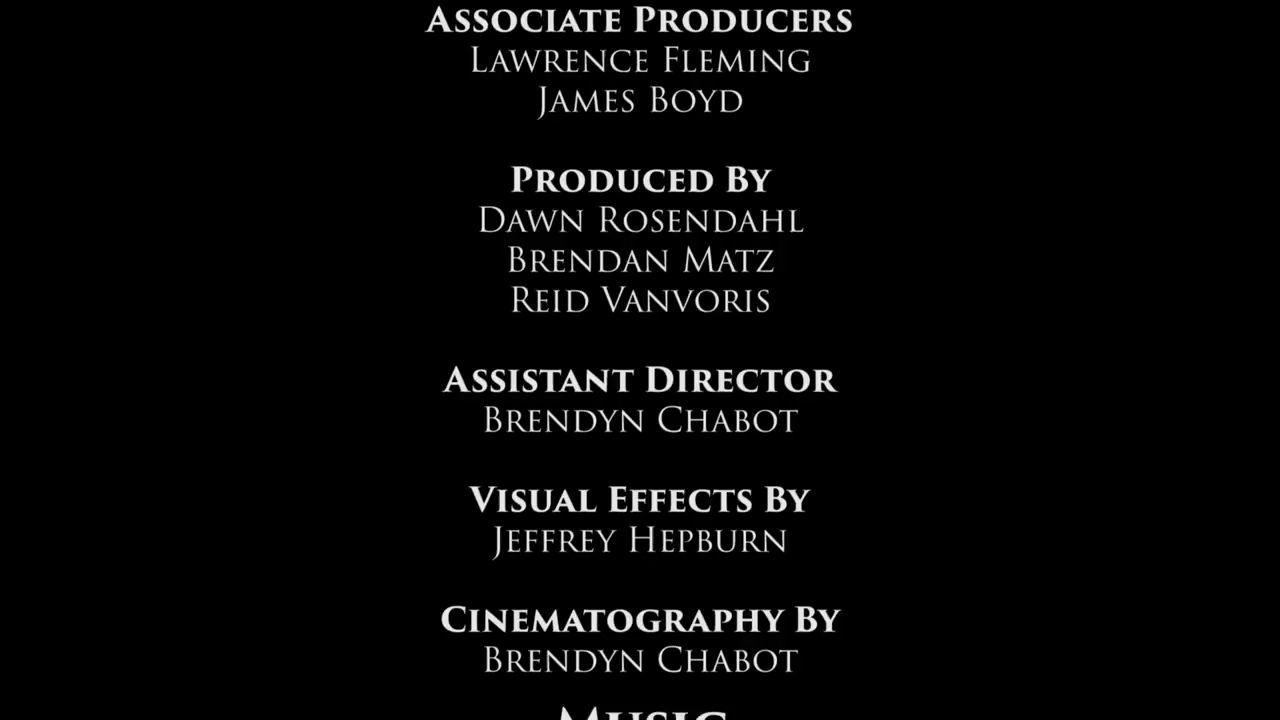 Associate Producers
Lawrence Fleming
James Boyd
Produced By
Dawn Rosendahl
Brendan Matz
Reid VanVoris
Assistant Director
Brendyn Chabot
Visual Effects By
Jeffrey Hepburn
Cinematography By
Brendyn Chabot
Music